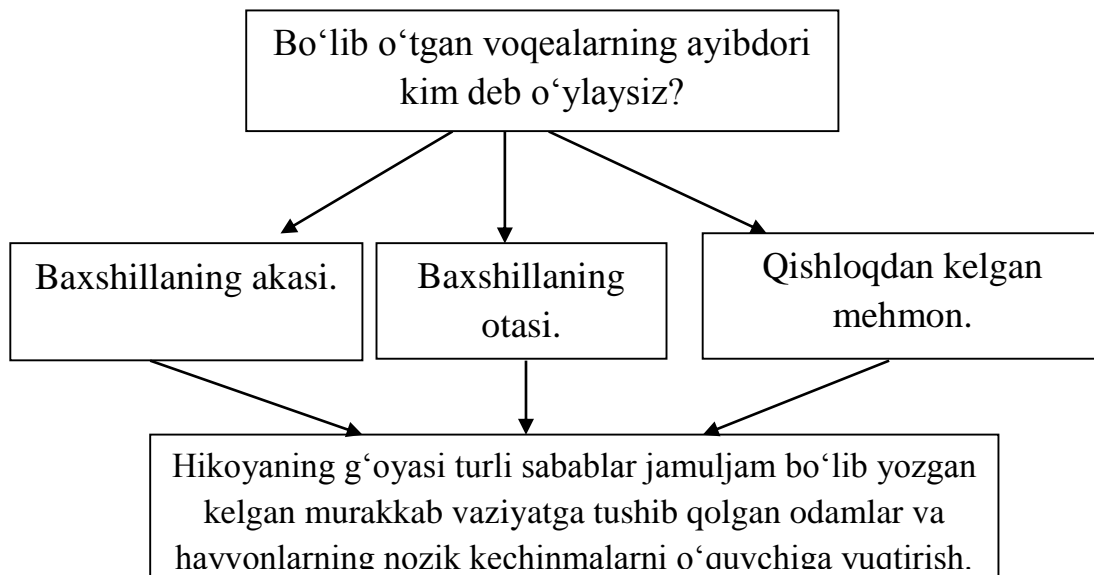 Bo‘lib o‘tgan voqealarning ayibdori
kim deb o‘ylaysiz?
Baxshillaning akasi.
Baxshillaning
otasi.
Qishloqdan kelgan
mehmon.
Hikoyaning g‘oyasi turli sabablar jamuljam bo‘lib yozgan
kelgan murakkab vaziyatga tushib qolgan odamlar va
hayvonlarning nozik kechinmalarni o‘quvchiga yuqtirish.